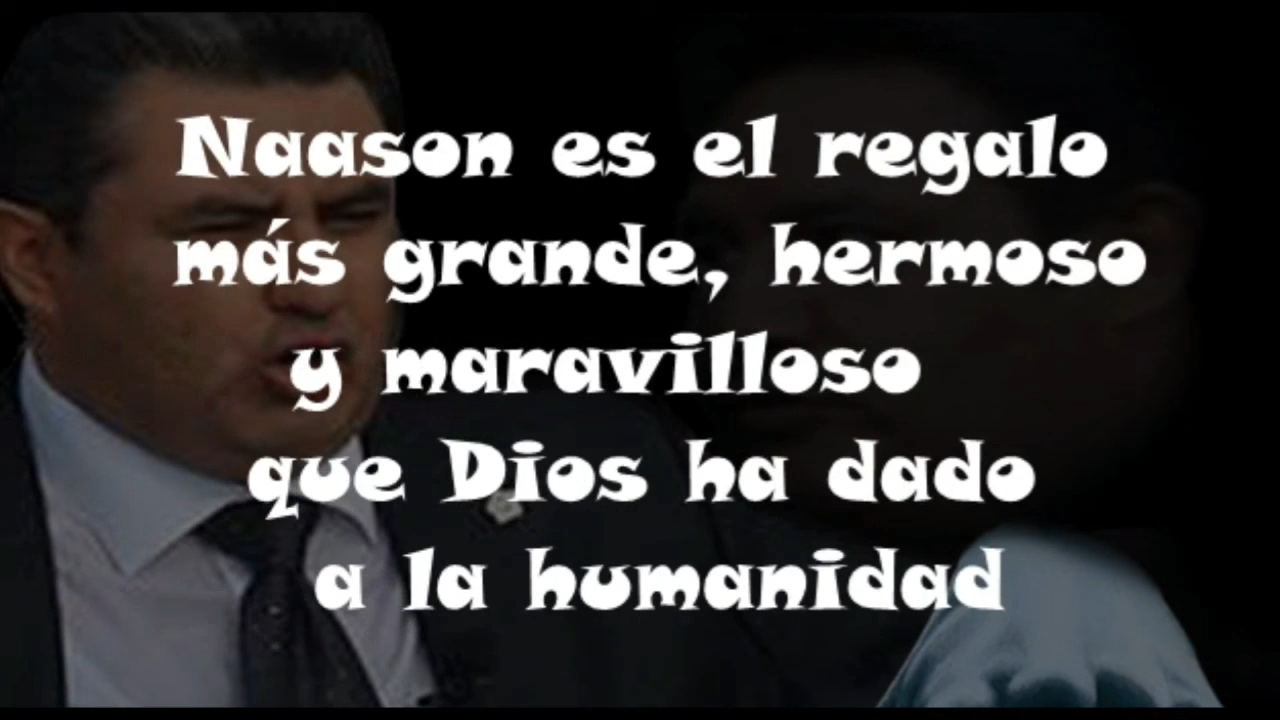 Naason es el regalo
más grande, hermoso
y maravilloso
que Dios ha dado
a la humanidad